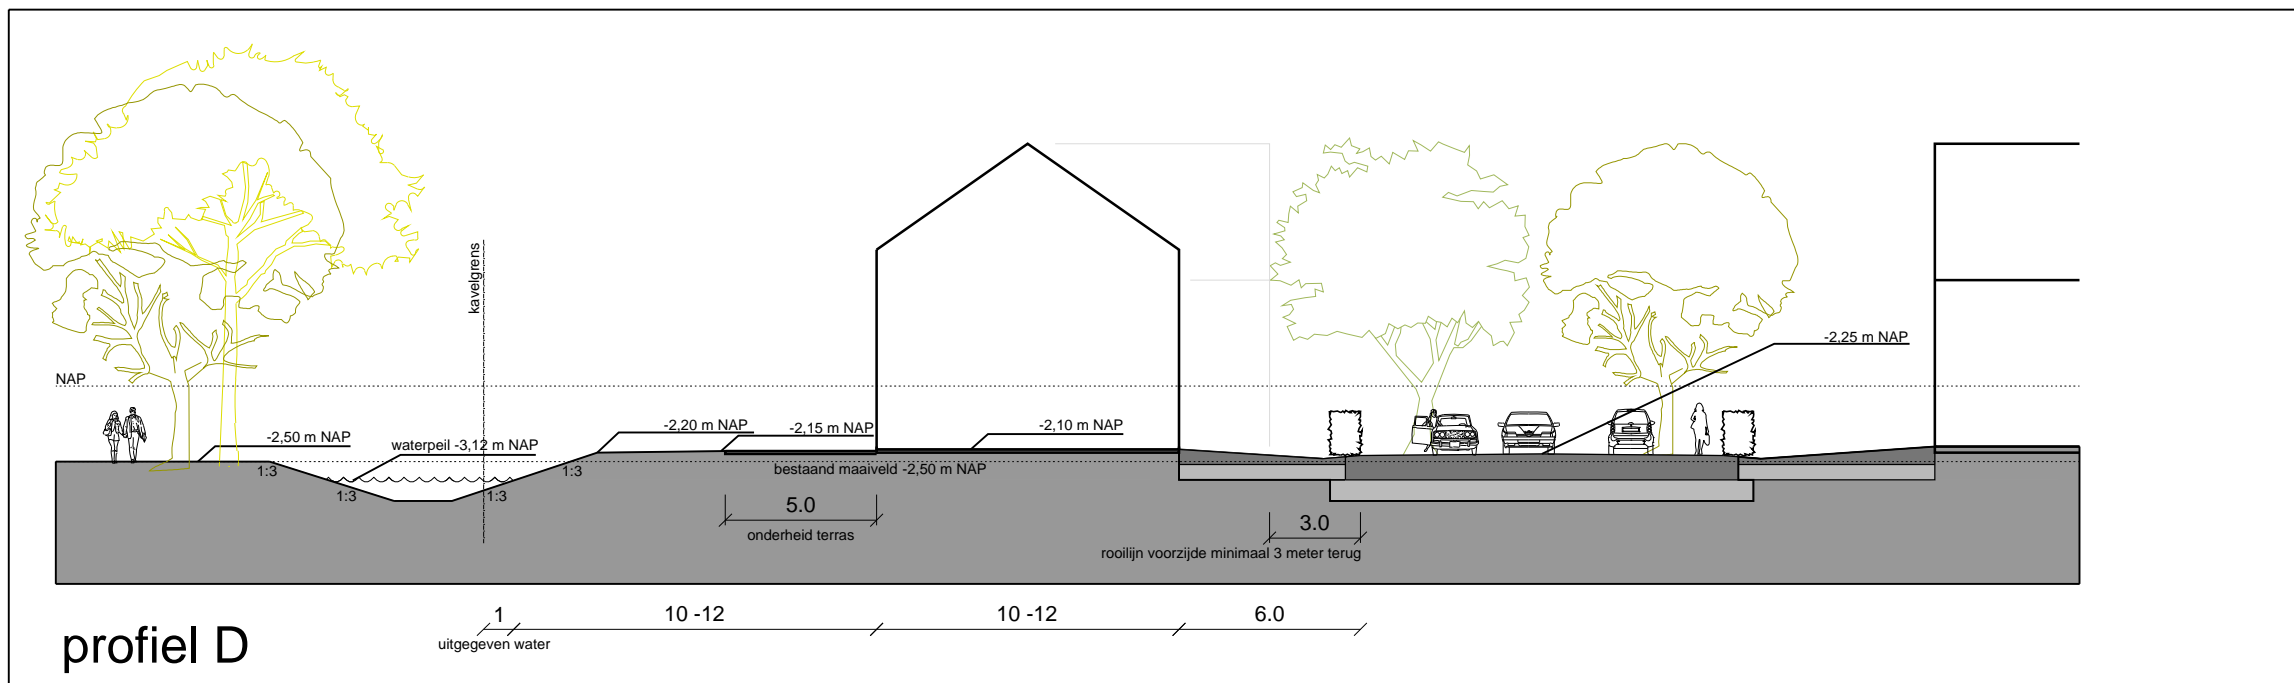 kavelgrens
-2,25 m NAP
NAP
-2,50 m NAP
waterpeil -3,12 m NAP
-2,20 m NAP
-2,15 m NAP
-2,10 m NAP
1:3
1:3
1:3
1:3
bestaand maaiveld -2,50 m NAP
5.0
onderheid terras
3.0
rooilijn voorzijde minimaal 3 meter terug
1
10 -12
10 -12
6.0
uitgegeven water
profiel D